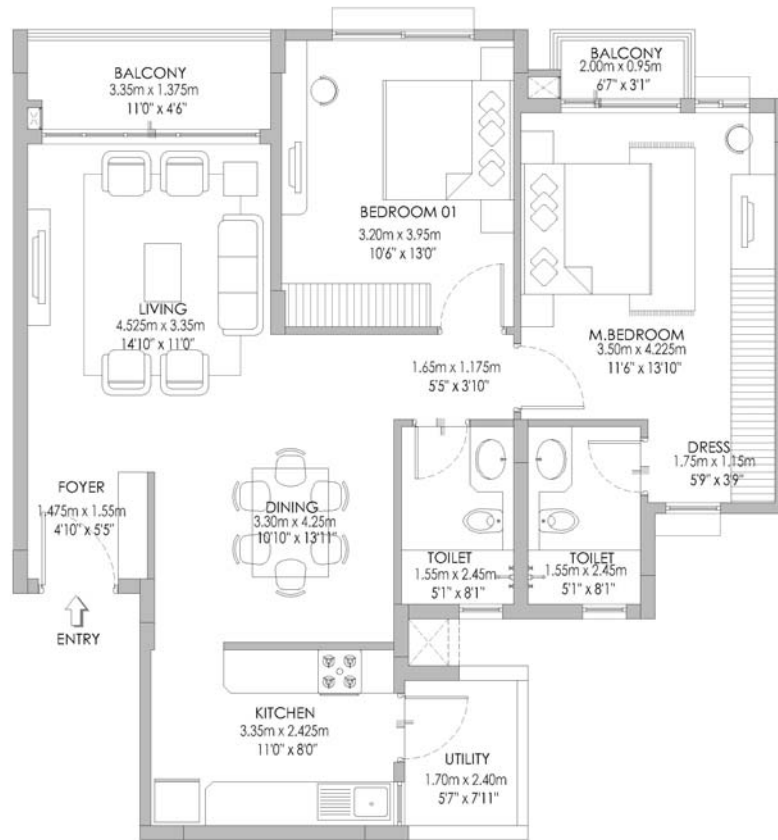 BALCONY
3.35m x 1.375m
11'0" x 4'6"
BALCONY
2.00m x 0.95m
6'7" x 3'1"
BEDROOM 01
3.20m x 3.95m
10'6" x 13'0"
LIVING
4.525m x 3.35m
14'10" x 11'0"
M.BEDROOM
3.50m x 4.225m
11'6" x 13'10"
1.65m x 1.175m
5'5" x 3'10"
DRESS
1.75m x 1.15m
5'9" x 3'9"
FOYER
1.475m x 1.55m
4'10" x 5'5"
DINING
3.30m x 4.25m
10'10" x 13'11"
TOILET
1.55m x 2.45m
5'1" x 8'1"
TOILET
1.55m x 2.45m
5'1" x 8'1"
ENTRY
KITCHEN
3.35m x 2.425m
11'0" x 8'0"
UTILITY
1.70m x 2.40m
5'7" x 7'11"